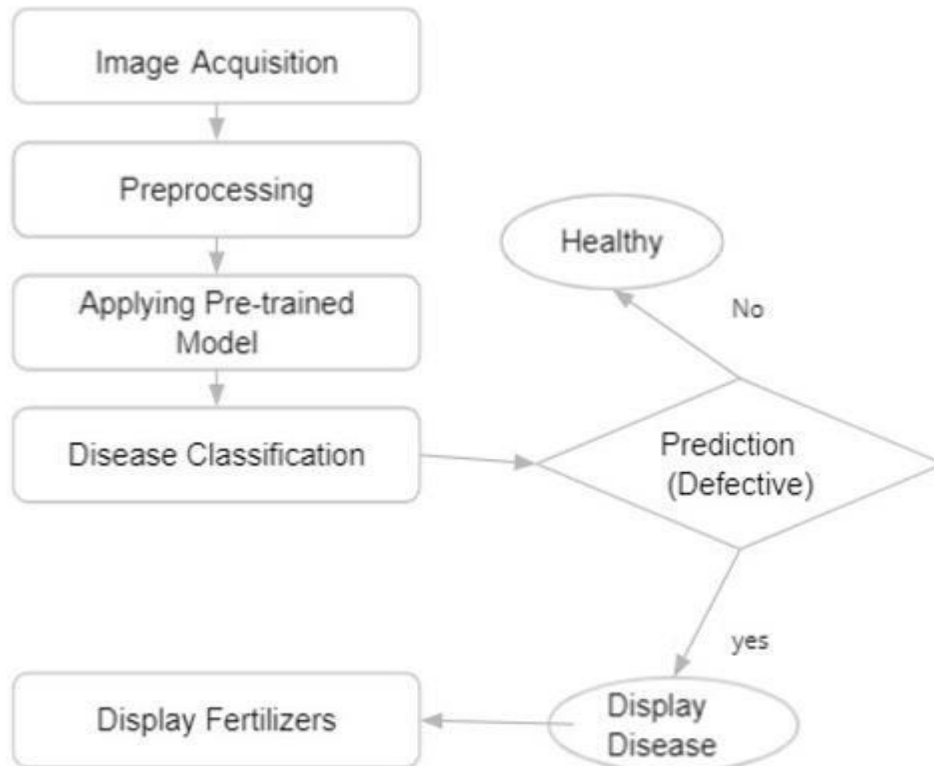 Image Acquisition
Preprocessing
Applying Pre-trained
Model
Disease Classification
Prediction
(Defective)
No
Healthy
yes
Display
Disease
Display Fertilizers